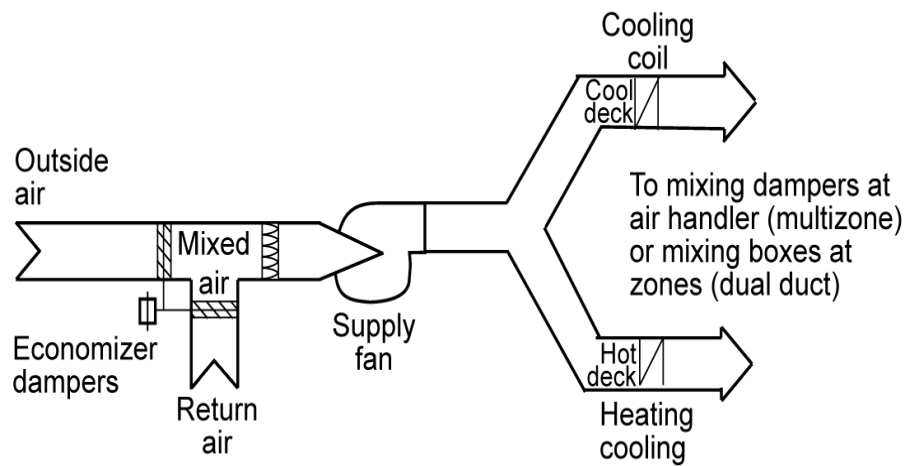 Cooling
coil
Cool
deck
Outside
air
Mixed
air
To mixing dampers at
air handler (multizone)
or mixing boxes at
zones (dual duct)
Supply
fan
Economizer
dampers
Return
air
Hot
deck
Heating
cooling